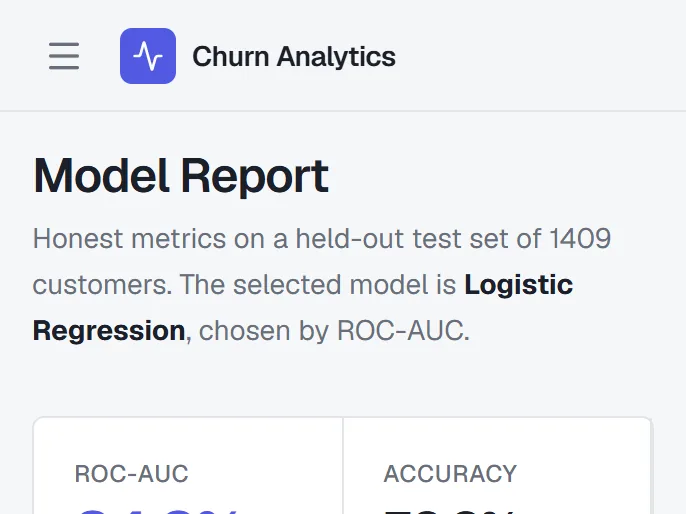 Churn Analytics
Model Report
Honest metrics on a held-out test set of 1409
customers. The selected model is Logistic
Regression, chosen by ROC-AUC.
ROC-AUC
ACCURACY